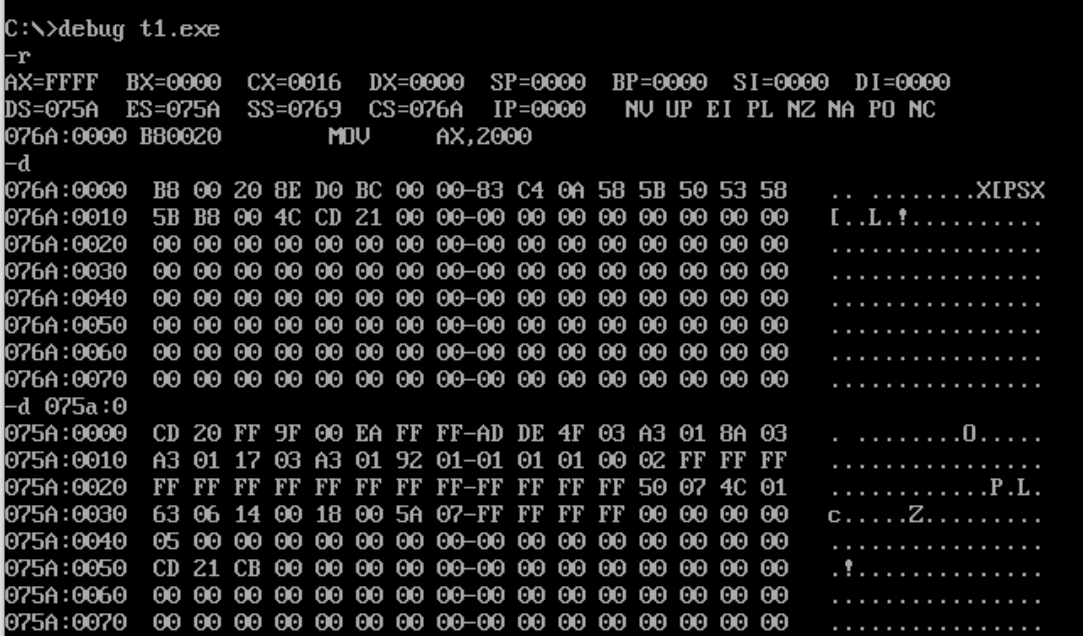 C:\>debug t1.exe
-r
AX=FFFF  BX=0000  CX=0016  DX=0000  SP=0000  BP=0000  SI=0000  DI=0000
DS=075A  ES=075A  SS=0769  CS=076A  IP=0000   NV UP EI PL NZ NA PO NC
076A:0000 B80020        MOV     AX,2000
-d
076A:0000  B8 00 20 8E D0 BC 00 00-83 C4 0A 58 5B 50 53 58   .. ........X[PSX
076A:0010  5B B8 00 4C CD 21 00 00-00 00 00 00 00 00 00 00   [..L.!..........
076A:0020  00 00 00 00 00 00 00 00-00 00 00 00 00 00 00 00   ................
076A:0030  00 00 00 00 00 00 00 00-00 00 00 00 00 00 00 00   ................
076A:0040  00 00 00 00 00 00 00 00-00 00 00 00 00 00 00 00   ................
076A:0050  00 00 00 00 00 00 00 00-00 00 00 00 00 00 00 00   ................
076A:0060  00 00 00 00 00 00 00 00-00 00 00 00 00 00 00 00   ................
076A:0070  00 00 00 00 00 00 00 00-00 00 00 00 00 00 00 00   ................
-d 075a:0
075A:0000  CD 20 FF 9F 00 EA FF FF-AD DE 4F 03 A3 01 8A 03   . ........O.....
075A:0010  A3 01 17 03 A3 01 92 01-01 01 01 00 02 FF FF FF   ................
075A:0020  FF FF FF FF FF FF FF FF-FF FF FF FF 50 07 4C 01   ............P.L.
075A:0030  63 06 14 00 18 00 5A 07-FF FF FF FF 00 00 00 00   c.....Z.........
075A:0040  05 00 00 00 00 00 00 00-00 00 00 00 00 00 00 00   ................
075A:0050  CD 21 CB 00 00 00 00 00-00 00 00 00 00 00 00 00   .!..............
075A:0060  00 00 00 00 00 00 00 00-00 00 00 00 00 00 00 00   ................
075A:0070  00 00 00 00 00 00 00 00-00 00 00 00 00 00 00 00   ................